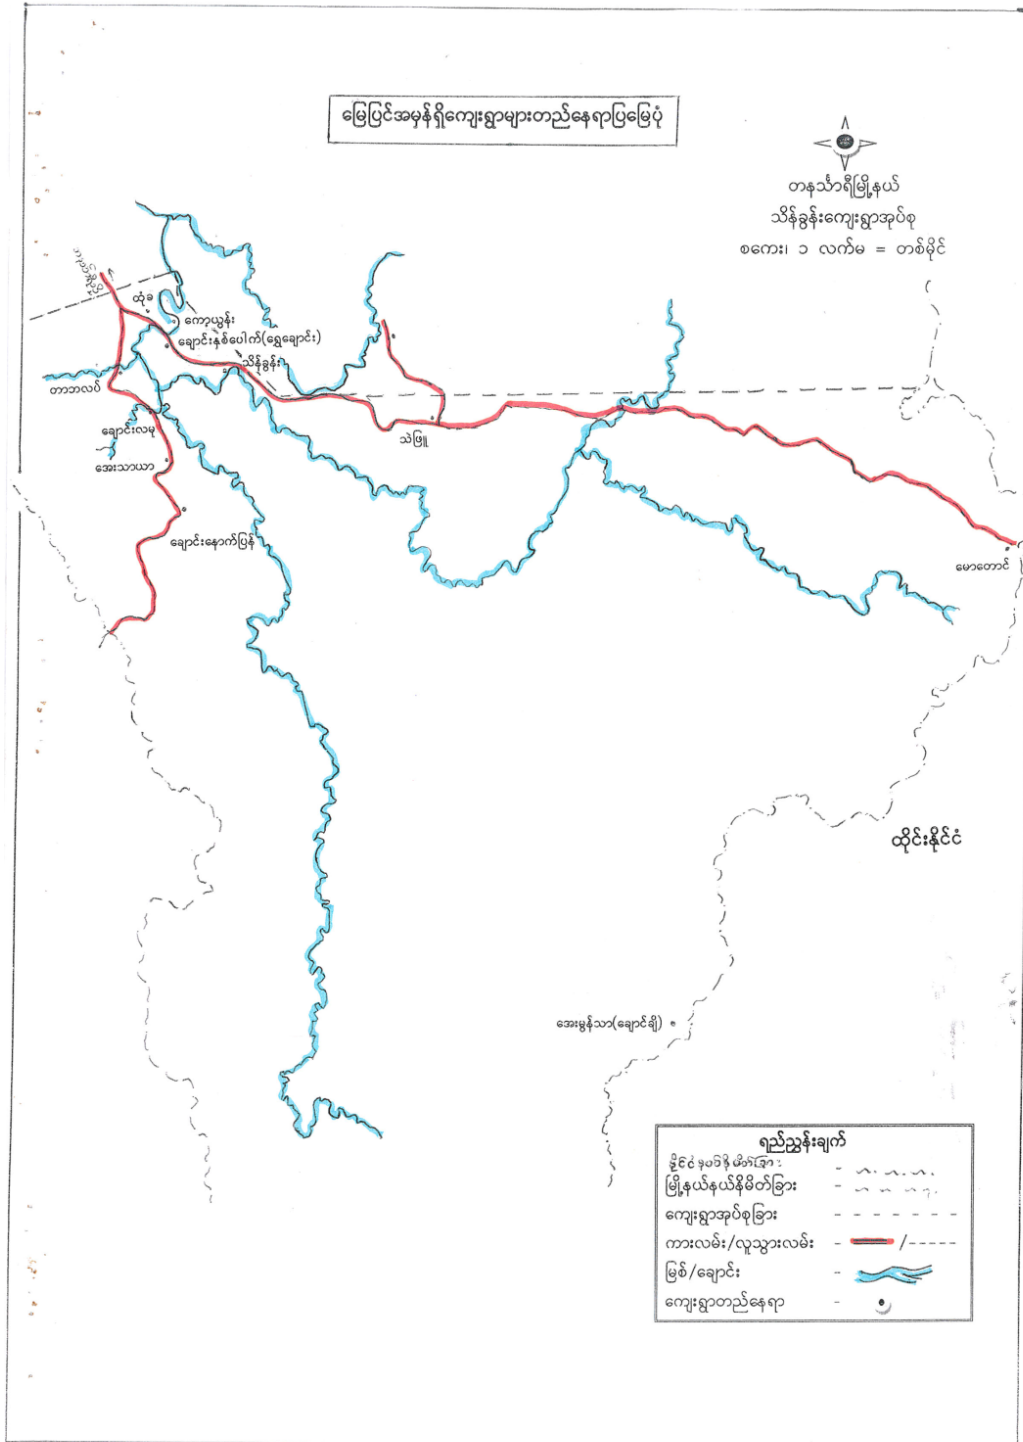 မြေပြင်အမှန်ရှိကျေးရွာများတည်နေရာပြမြေပုံ
တနင်္သာရီမြို့နယ်
သိန်ခွန်းကျေးရွာအုပ်စု
စကေး၊ ၁ လက်မ = တစ်မိုင်
ထုံခ
ကော့ယွန်း
ချောင်းနှစ်ပေါက်(ရွှေချောင်း)
သိန်ခွန်း
တာဘလပ်
ချောင်းလမု
အေးသာယာ
သဲဖြူ
ချောင်းနောက်ပြန်
မောတောင်
ထိုင်းနိုင်ငံ
အေးမွန်သာ(ချောင်ချို)
ရည်ညွှန်းချက်
မြို့နယ်နယ်နိမိတ်ခြား -
ကျေးရွာအုပ်စုခြား -
ကားလမ်း/လူသွားလမ်း - /
မြစ်/ချောင်း -
ကျေးရွာတည်နေရာ -